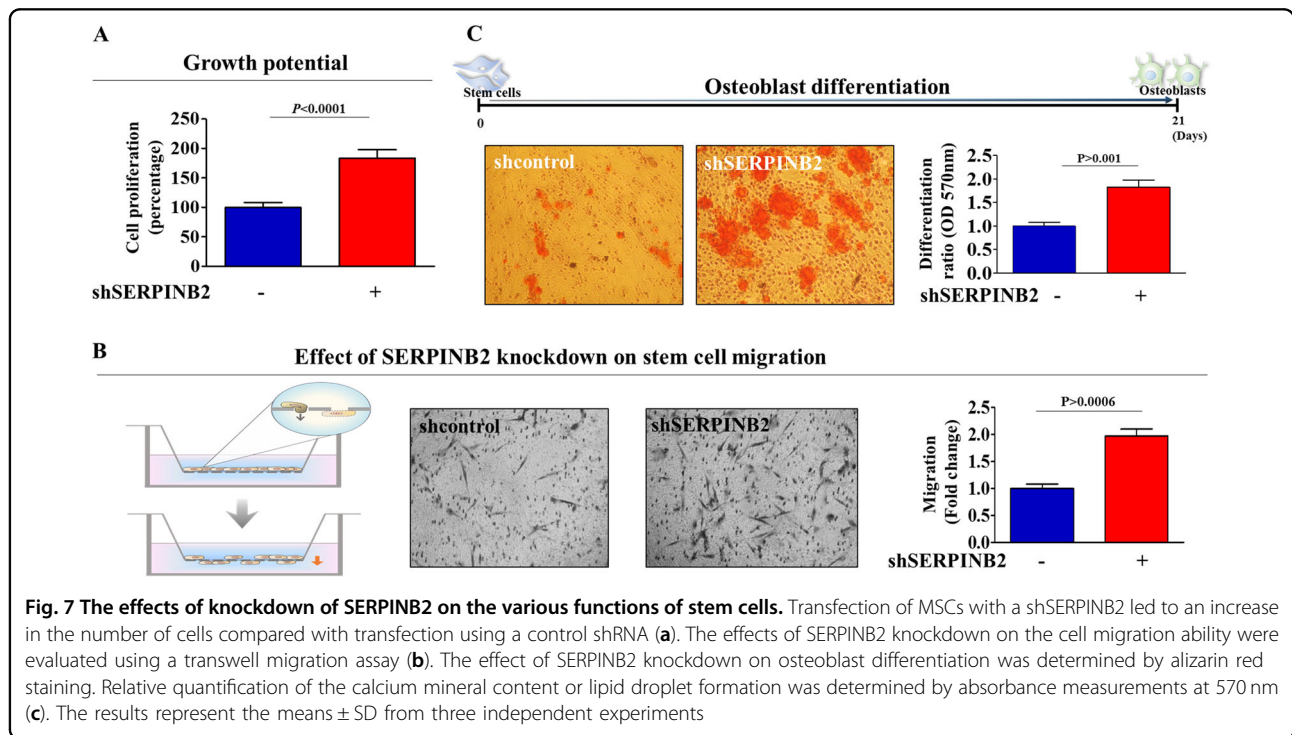 A
Growth potential
P<0.0001
250
200
150
100
50
0
Cell proliferation
(percentage)
shSERPINB2
-
+
C
Stem cells
Osteoblast differentiation
Osteoblasts
0
21
(Days)
shcontrol
shSERPINB2
P>0.001
2.5
2.0
1.5
1.0
0.5
0.0
Differentiation
ratio (OD 570nm)
shSERPINB2
-
+
B
Effect of SERPINB2 knockdown on stem cell migration
shcontrol
shSERPINB2
P>0.0006
2.5
2.0
1.5
1.0
0.5
0.0
Migration
(Fold change)
shSERPINB2
-
+
Fig. 7 The effects of knockdown of SERPINB2 on the various functions of stem cells. Transfection of MSCs with a shSERPINB2 led to an increase
in the number of cells compared with transfection using a control shRNA (a). The effects of SERPINB2 knockdown on the cell migration ability were
evaluated using a transwell migration assay (b). The effect of SERPINB2 knockdown on osteoblast differentiation was determined by alizarin red
staining. Relative quantification of the calcium mineral content or lipid droplet formation was determined by absorbance measurements at 570 nm
(c). The results represent the means ± SD from three independent experiments